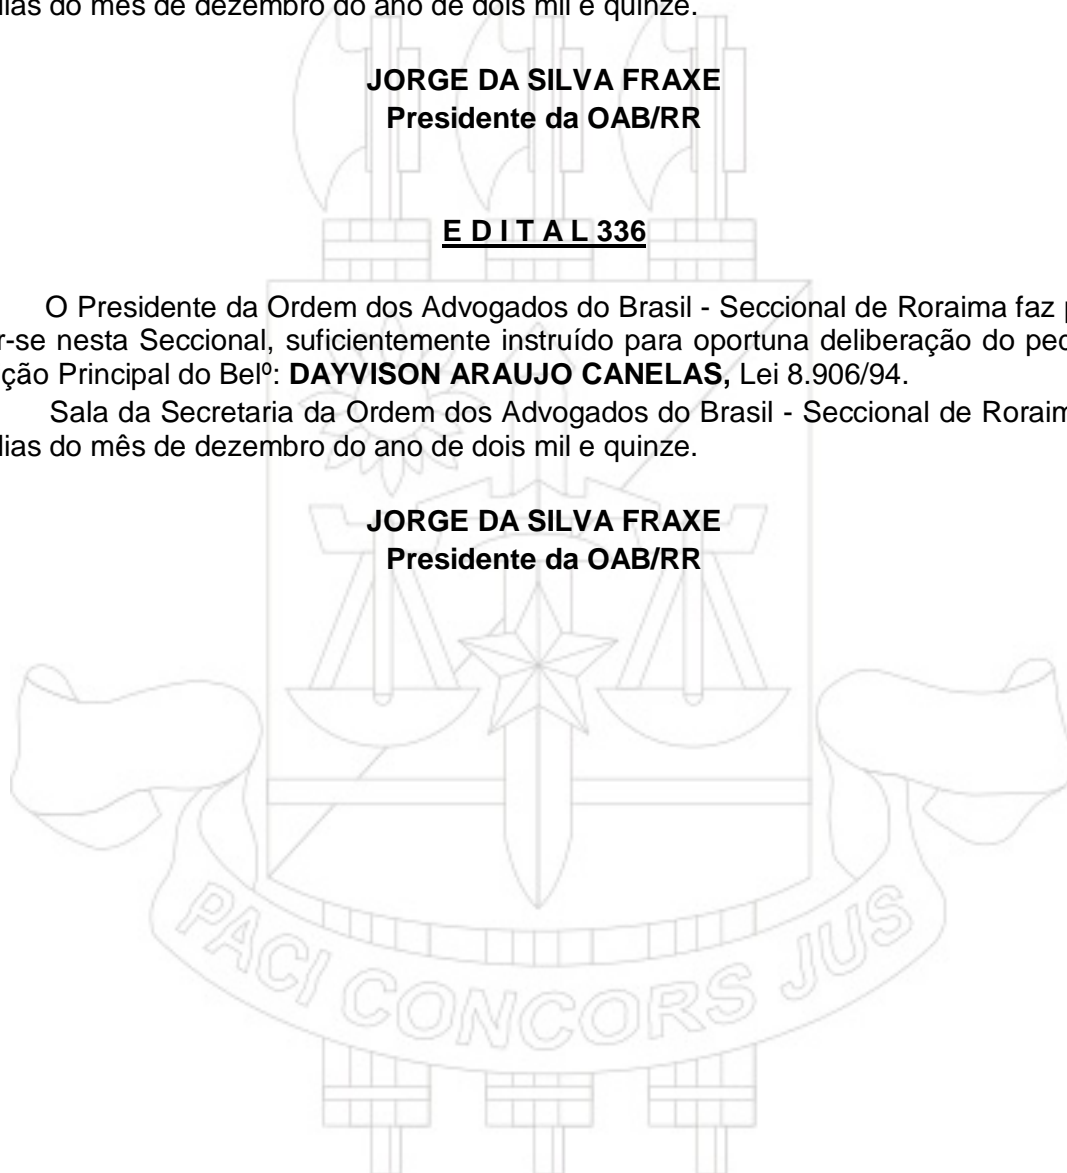 dias do mês de dezembro do ano de dois mil e quinze.
JORGE DA SILVA FRAXE
Presidente da OAB/RR
E D I T A L 336
O Presidente da Ordem dos Advogados do Brasil - Seccional de Roraima faz
nesta Seccional, suficientemente instruído para oportuna deliberação do
Principal do Belº: DAYVISON ARAUJO CANELAS, Lei 8.906/94.
Sala da Secretaria da Ordem dos Advogados do Brasil - Seccional de
dias do mês de dezembro do ano de dois mil e quinze.
JORGE DA SILVA FRAXE
Presidente da OAB/RR
PACI CONCORS JUS